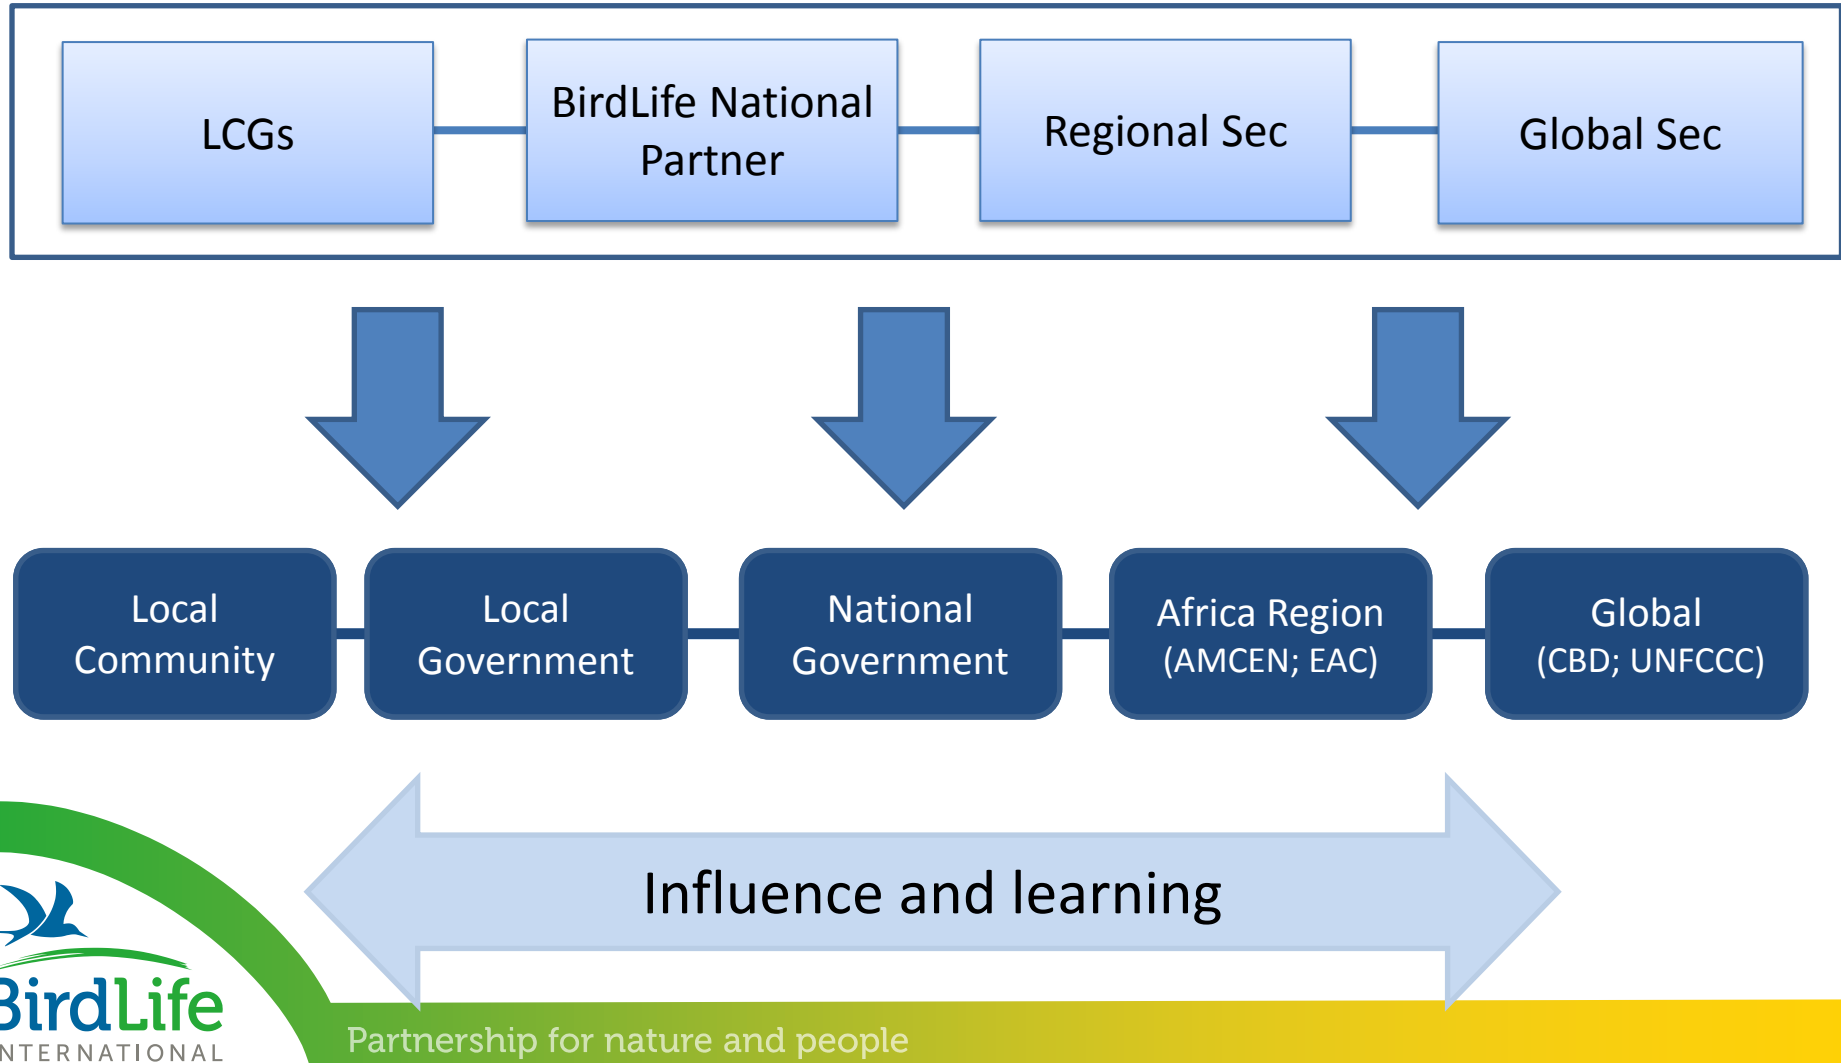 LCGs
BirdLife National
Partner
Regional Sec
Global Sec
Local
Community
Local
Government
National
Government
Africa Region
(AMCEN; EAC)
Global
(CBD; UNFCCC)
Influence and learning
BirdLife
INTERNATIONAL
Partnership for nature and people